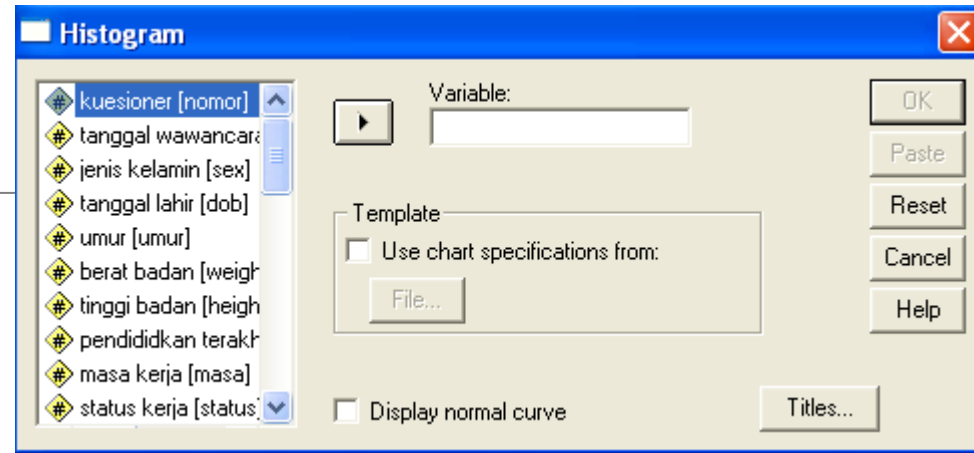 Histogram
kuesioner [nomor]
tanggal wawancara
jenis kelamin [sex]
tanggal lahir [dob]
umur [umur]
berat badan [weigh
tinggi badan [heigh
pendididkan terakh
masa kerja [masa]
status kerja [status]
Variable:
Template
Use chart specifications from:
File...
Display normal curve
Titles...
OK
Paste
Reset
Cancel
Help